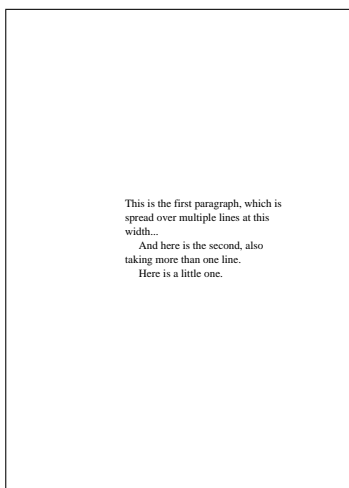 This is the first paragraph, which is
spread over multiple lines at this
width...
And here is the second, also
taking more than one line.
Here is a little one.